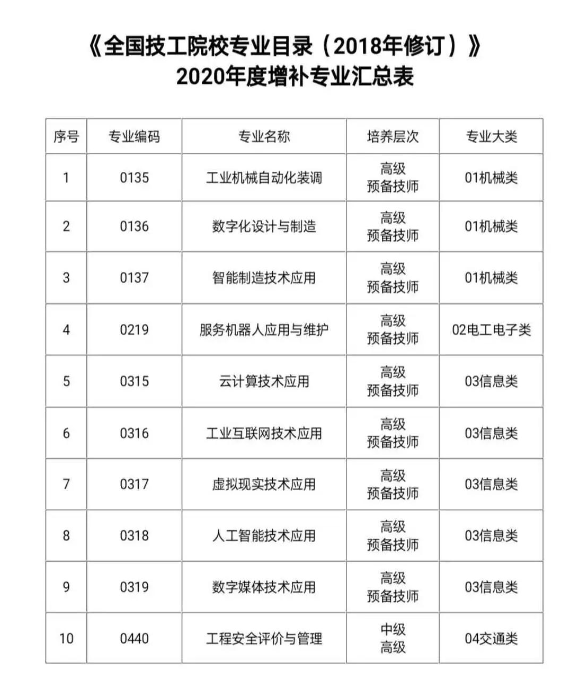 《全国技工院校专业目录（2018年修订）》
2020年度增补专业汇总表
序号 专业编码 专业名称 培养层次 专业大类
1 0135 工业机械自动化装调 高级 预备技师 01机械类
2 0136 数字化设计与制造 高级 预备技师 01机械类
3 0137 智能制造技术应用 高级 预备技师 01机械类
4 0219 服务机器人应用与维护 高级 预备技师 02电工电子类
5 0315 云计算技术应用 高级 预备技师 03信息类
6 0316 工业互联网技术应用 高级 预备技师 03信息类
7 0317 虚拟现实技术应用 高级 预备技师 03信息类
8 0318 人工智能技术应用 高级 预备技师 03信息类
9 0319 数字媒体技术应用 高级 预备技师 03信息类
10 0440 工程安全评价与管理 中级 高级 04交通类